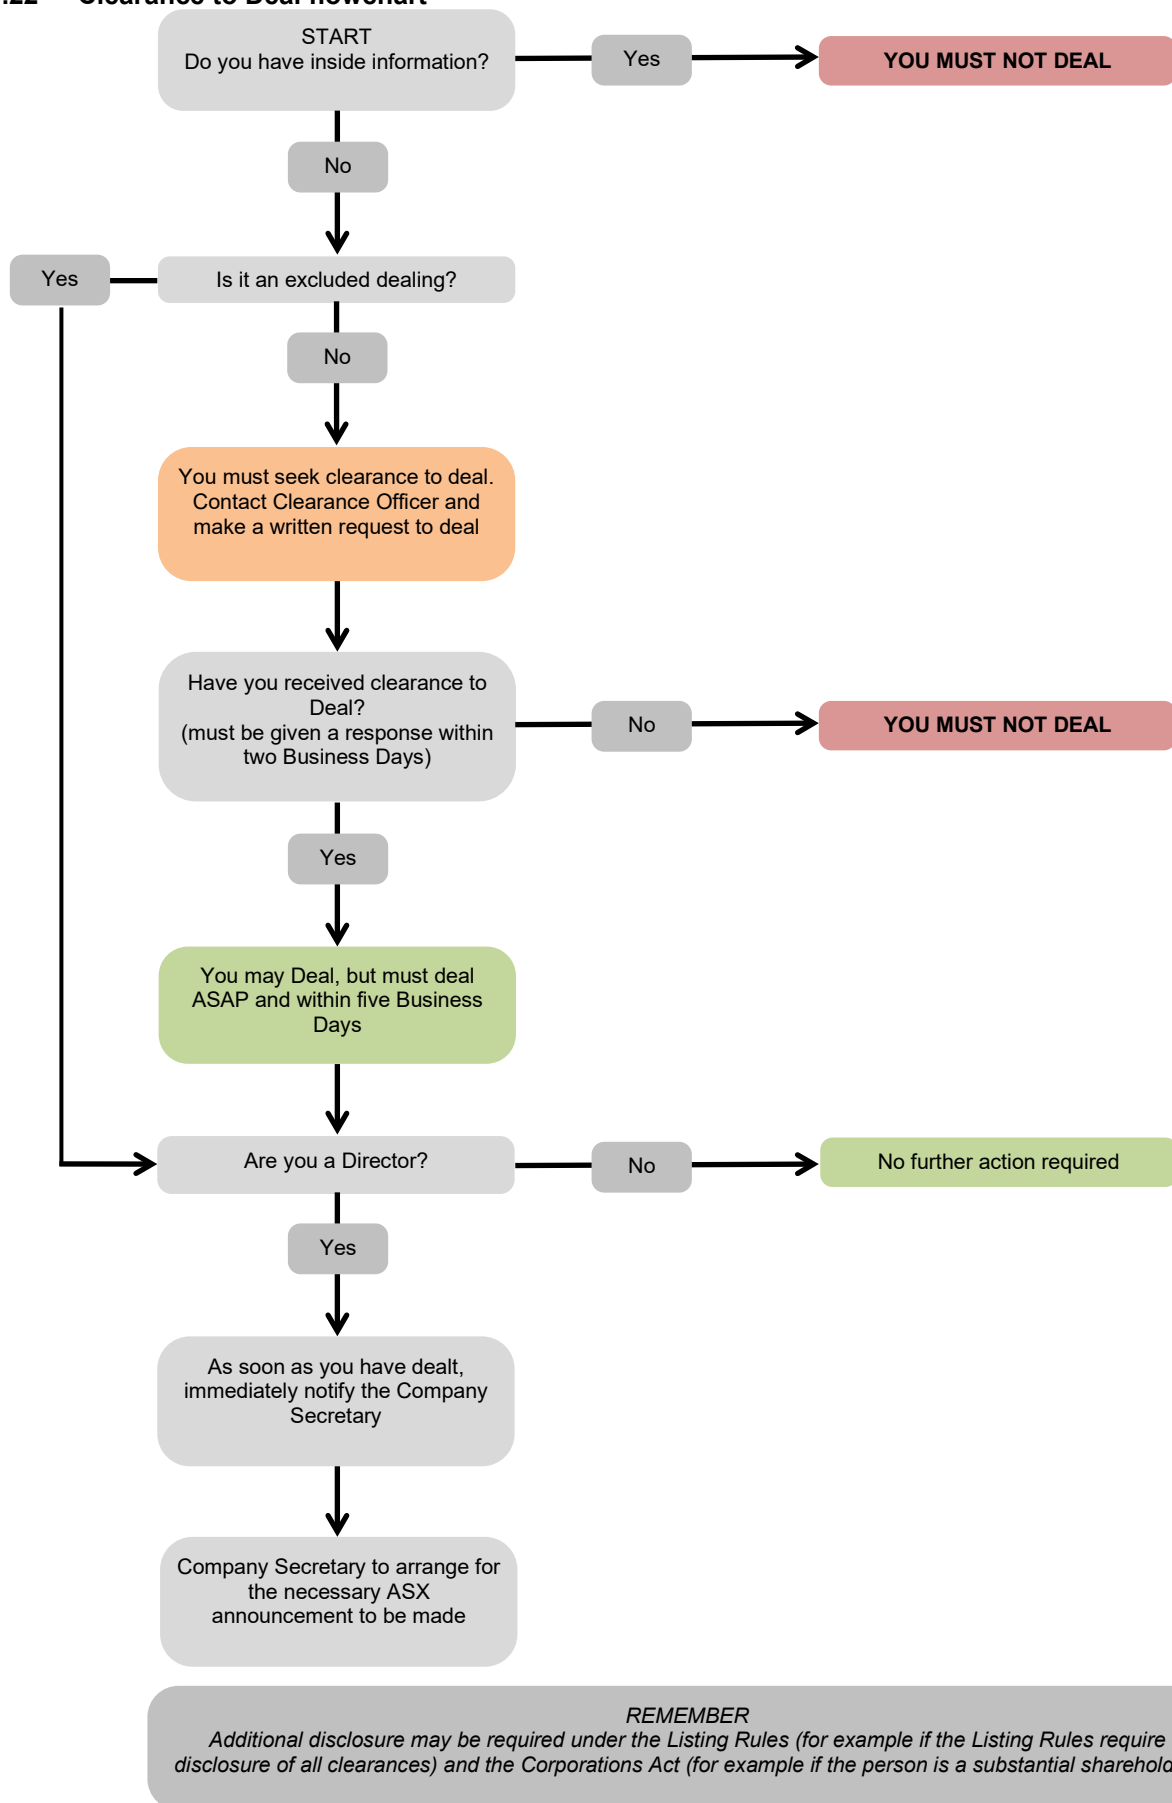 .22 Clearance to Deal flowchart
START
Do you have inside information?
Yes
YOU MUST NOT DEAL
No
Yes
Is it an excluded dealing?
No
You must seek clearance to deal.
Contact Clearance Officer and
make a written request to deal
Have you received clearance to
Deal?
(must be given a response within
two Business Days)
No
YOU MUST NOT DEAL
Yes
You may Deal, but must deal
ASAP and within five Business
Days
Are you a Director?
No
No further action required
Yes
As soon as you have dealt,
immediately notify the Company
Secretary
Company Secretary to arrange for
the necessary ASX
announcement to be made
REMEMBER
Additional disclosure may be required under the Listing Rules (for example if the Listing Rules require
disclosure of all clearances) and the Corporations Act (for example if the person is a substantial sharehold